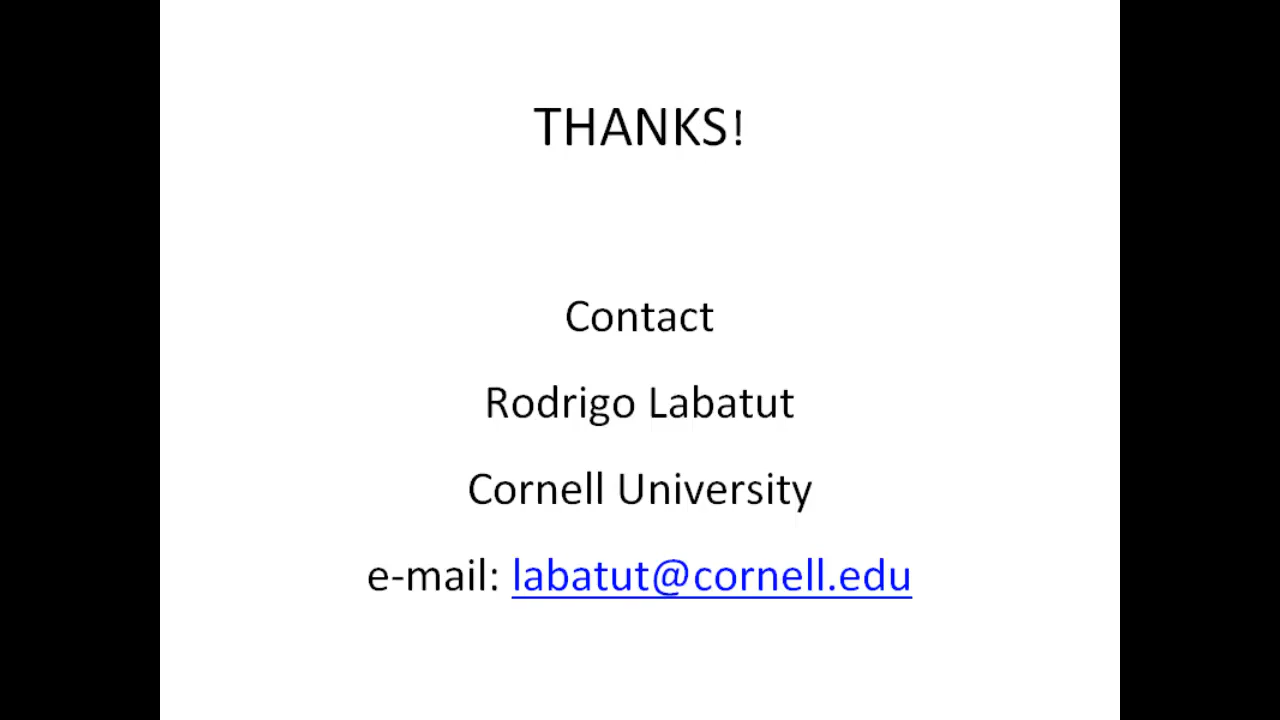 THANKS!
Contact
Rodrigo Labatut
Cornell University
e-mail: labatut@cornell.edu